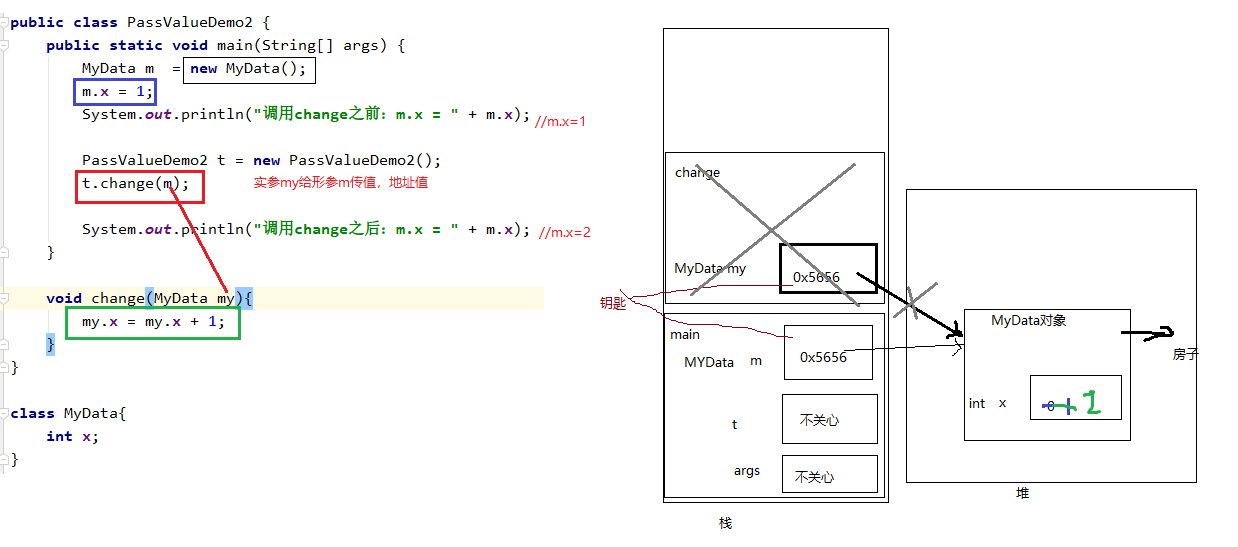 public class PassValueDemo2 {
public static void main(String[] args) {
MyData m = new MyData();
m.x = 1;
System.out.println("调用change之前：m.x = " + m.x); //m.x=1
PassValueDemo2 t = new PassValueDemo2();
t.change(m); 实参my给形参m传值，地址值
System.out.println("调用change之后：m.x = " + m.x); //m.x=2
}
void change(MyData my){
my.x = my.x + 1;
}
}
class MyData{
int x;
}
change
MyData my 0x5656
钥匙
main
MYData m 0x5656
t 不关心
args 不关心
栈
MyData对象
房子
int x 0 1 2
堆